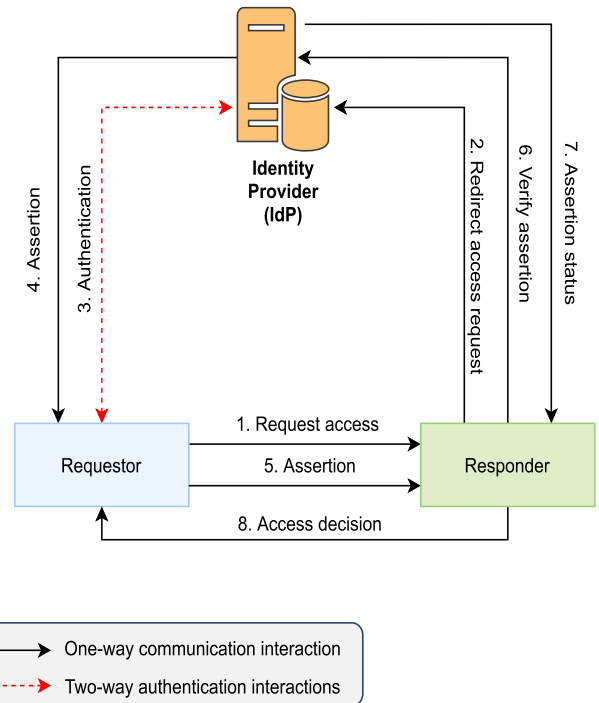 Identity
Provider
(IdP)
4. Assertion
3. Authentication
2. Redirect access request
6. Verify assertion
7. Assertion status
1. Request access
Requestor
5. Assertion
Responder
8. Access decision
One-way communication interaction
Two-way authentication interactions